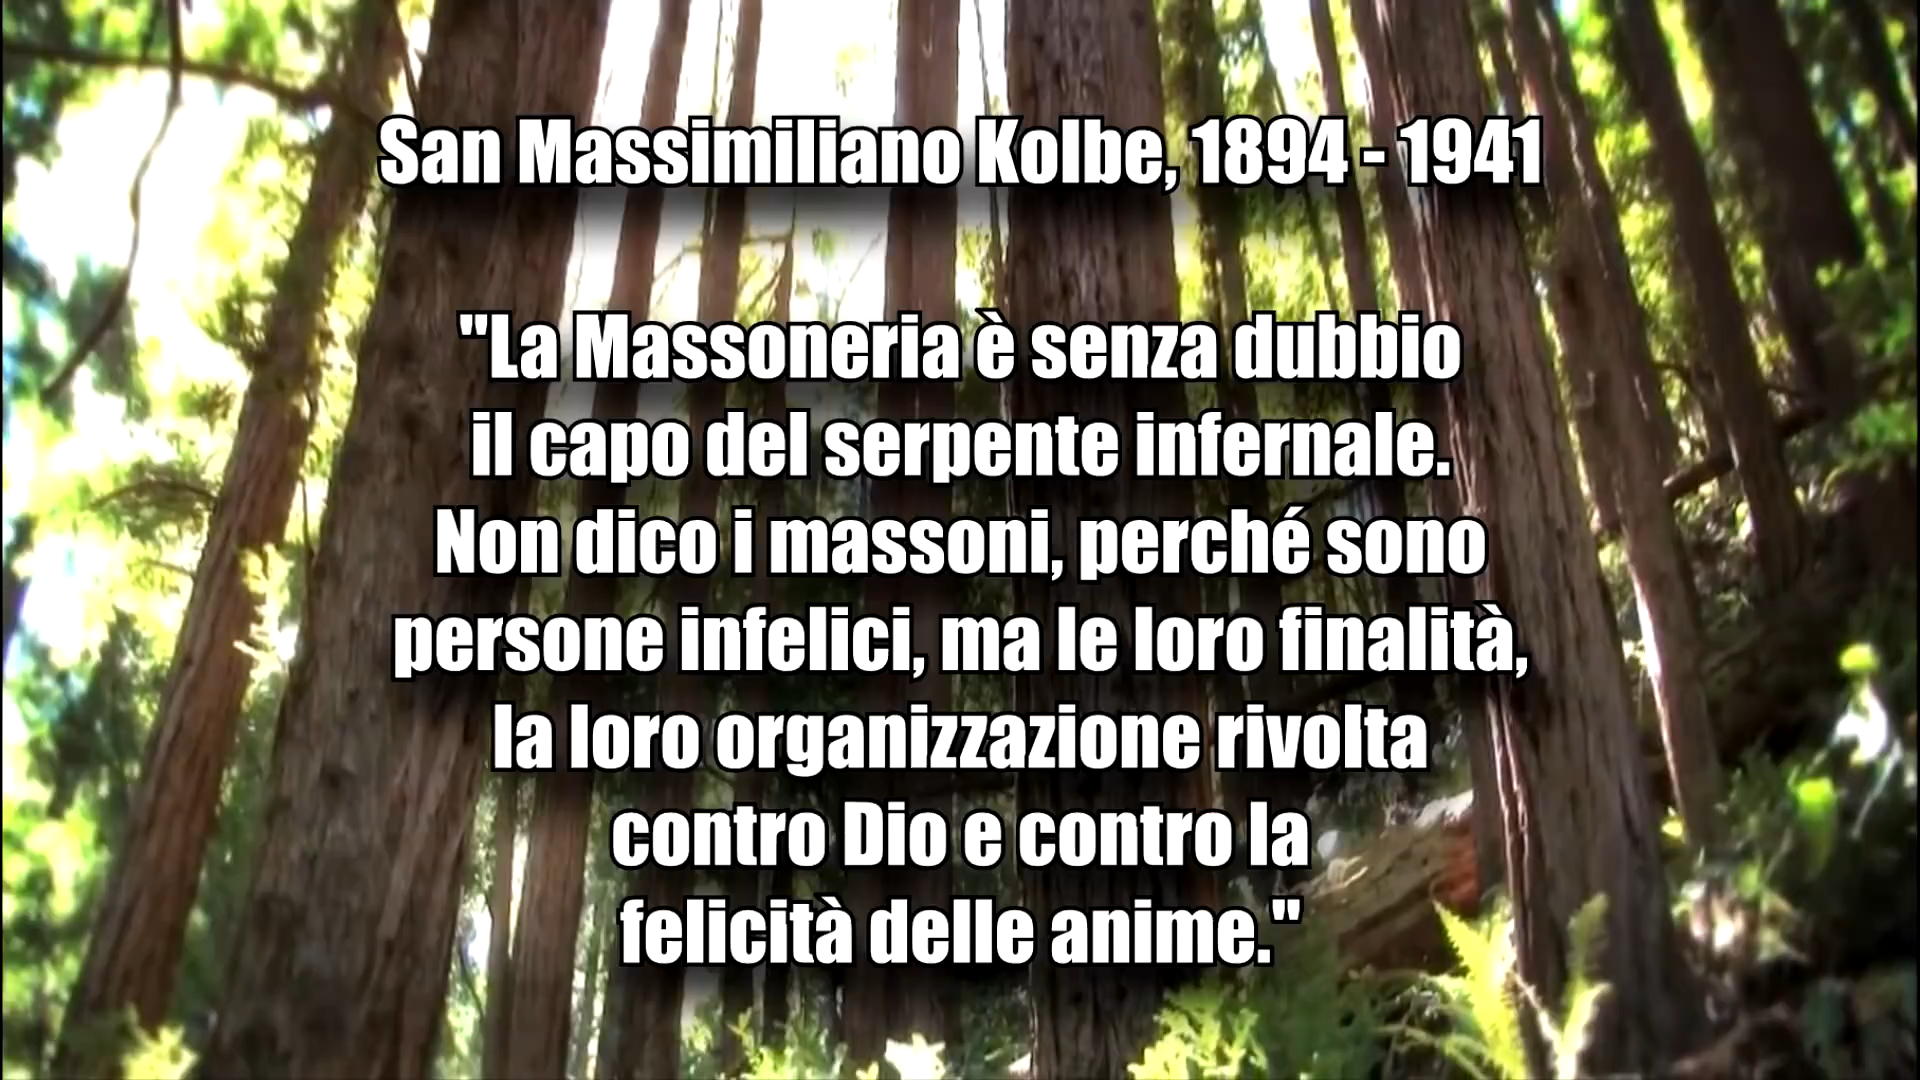 San Massimiliano Kolbe, 1894 - 1941
"La Massoneria è senza dubbio
il capo del serpente infernale.
Non dico i massoni, perché sono
persone infelici, ma le loro finalità,
la loro organizzazione rivolta
contro Dio e contro la
felicità delle anime."